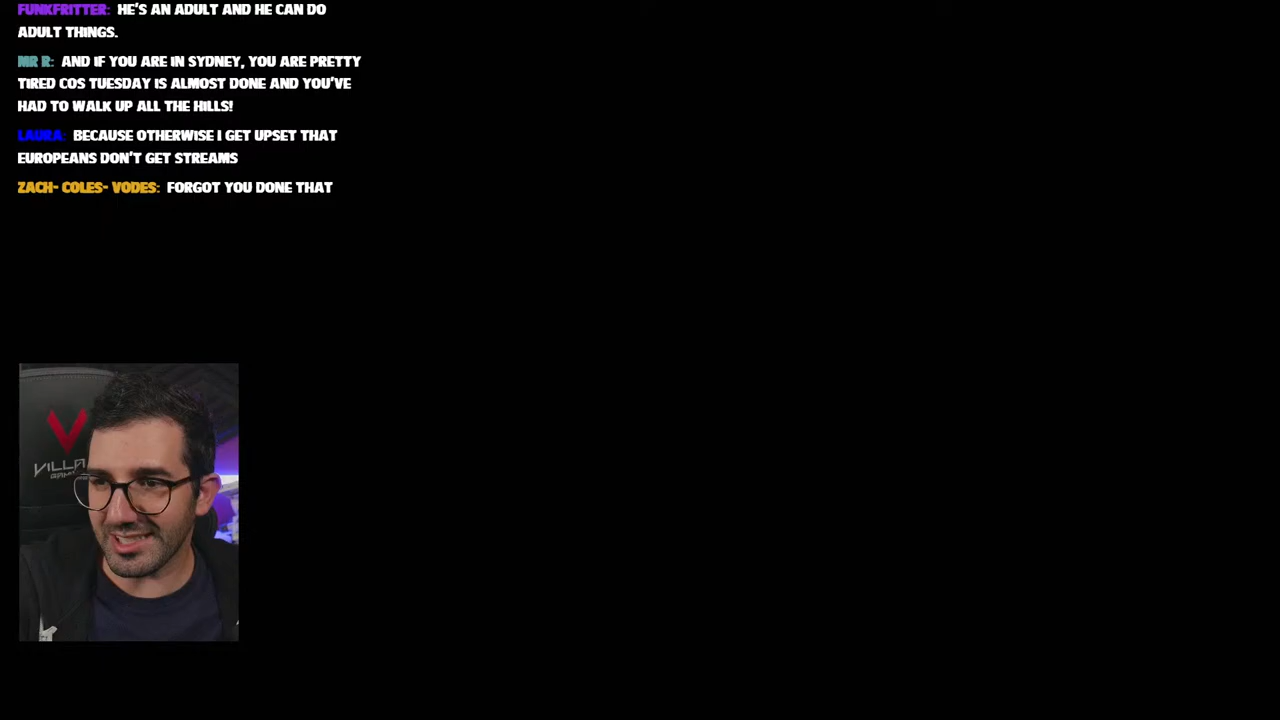 FUNKFRITTER: HE'S AN ADULT AND HE CAN DO
ADULT THINGS.
MR R: AND IF YOU ARE IN SYDNEY, YOU ARE PRETTY
TIRED COS TUESDAY IS ALMOST DONE AND YOU'VE
HAD TO WALK UP ALL THE HILLS!
LAURA: BECAUSE OTHERWISE I GET UPSET THAT
EUROPEANS DON'T GET STREAMS
ZACH- COLES- VODES: FORGOT YOU DONE THAT